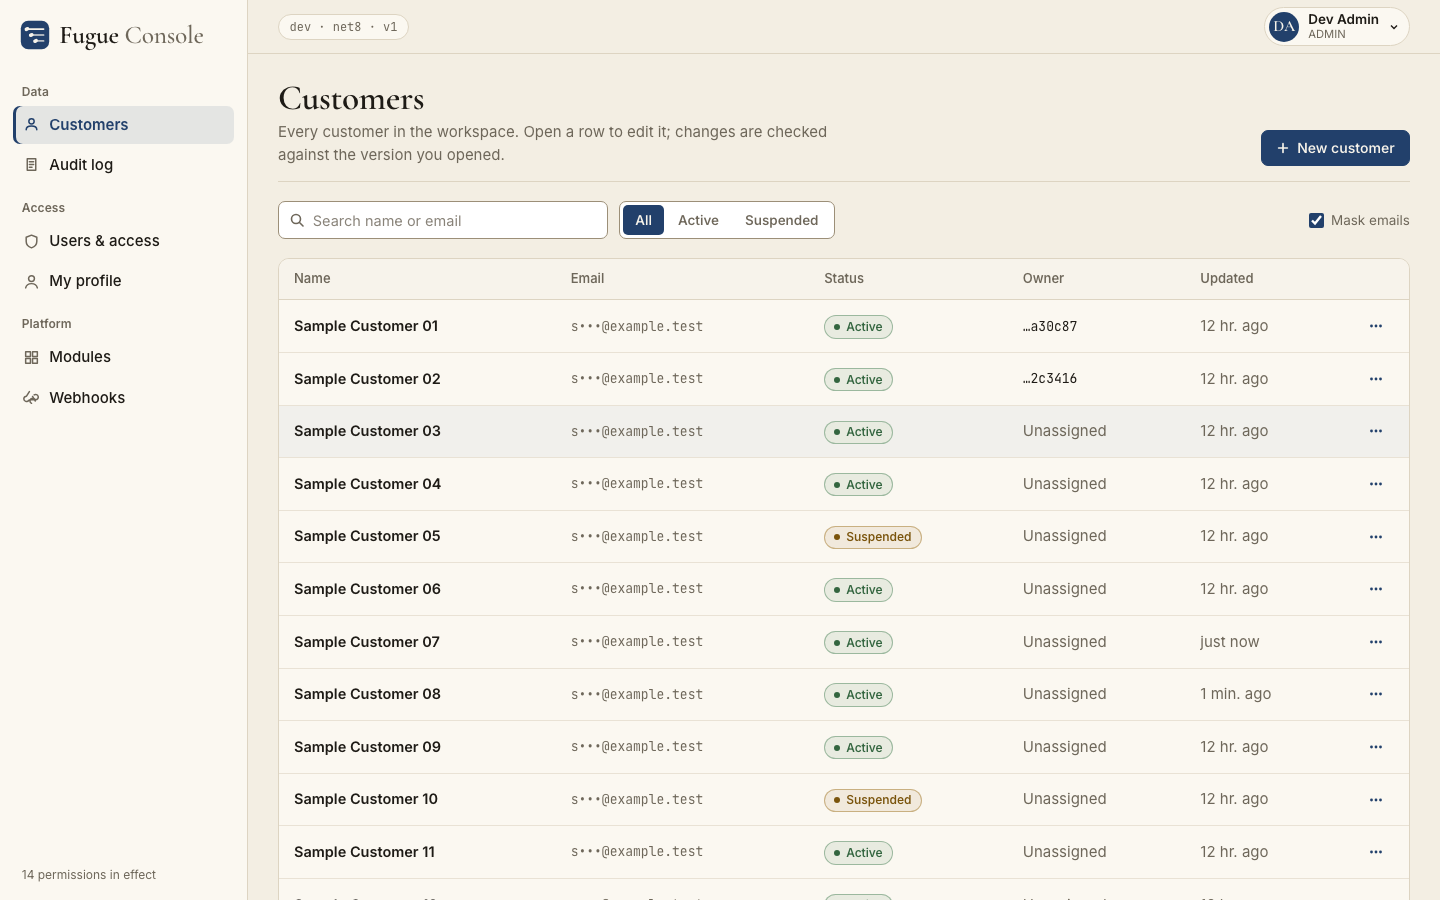 Fugue Console
dev · net8 · v1
DA
Dev Admin
ADMIN
Data
Customers
Audit log
Access
Users & access
My profile
Platform
Modules
Webhooks
14 permissions in effect
Customers
Every customer in the workspace. Open a row to edit it; changes are checked
against the version you opened.
+ New customer
Search name or email
All Active Suspended
Mask emails
Name Email Status Owner Updated
Sample Customer 01 s•••@example.test Active …a30c87 12 hr. ago
Sample Customer 02 s•••@example.test Active …2c3416 12 hr. ago
Sample Customer 03 s•••@example.test Active Unassigned 12 hr. ago
Sample Customer 04 s•••@example.test Active Unassigned 12 hr. ago
Sample Customer 05 s•••@example.test Suspended Unassigned 12 hr. ago
Sample Customer 06 s•••@example.test Active Unassigned 12 hr. ago
Sample Customer 07 s•••@example.test Active Unassigned just now
Sample Customer 08 s•••@example.test Active Unassigned 1 min. ago
Sample Customer 09 s•••@example.test Active Unassigned 12 hr. ago
Sample Customer 10 s•••@example.test Suspended Unassigned 12 hr. ago
Sample Customer 11 s•••@example.test Active Unassigned 12 hr. ago